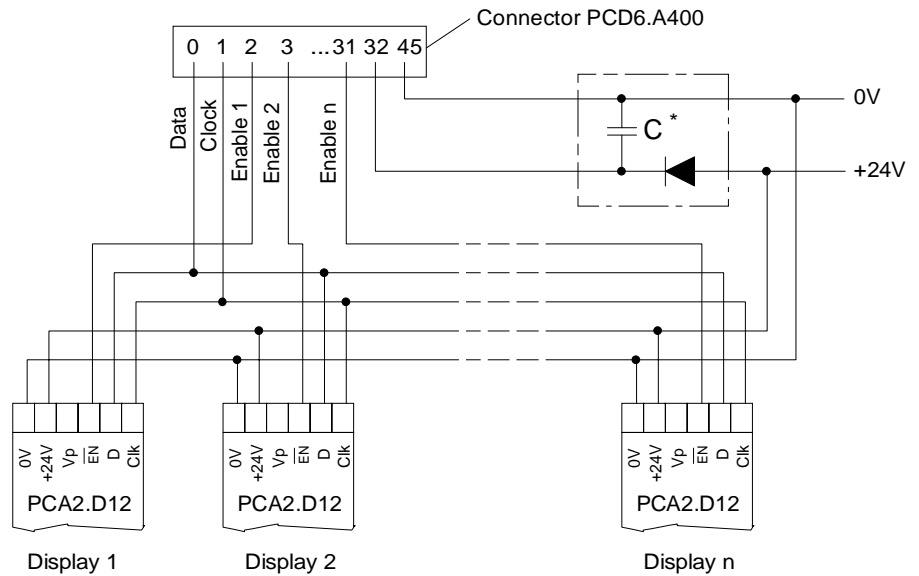 Connector PCD6.A400
0 1 2 3 ...31 32 45
0V
C *
+24V
Data
Clock
Enable 1
Enable 2
Enable n
0V +24V Vp EN D Clk
0V +24V Vp EN D Clk
0V +24V Vp EN D Clk
PCA2.D12 PCA2.D12 PCA2.D12
Display 1 Display 2 Display n